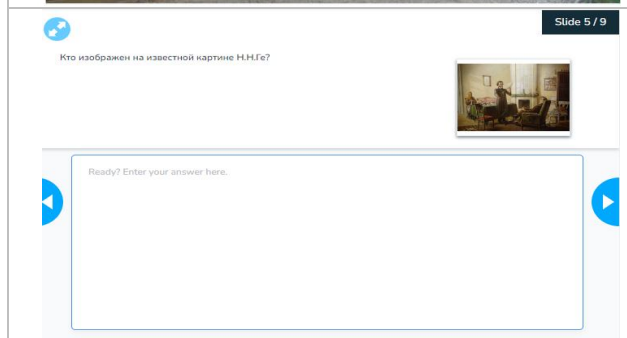 Slide 5 / 9
Кто изображен на известной картине Н.Н.Ге?
Ready? Enter your answer here.